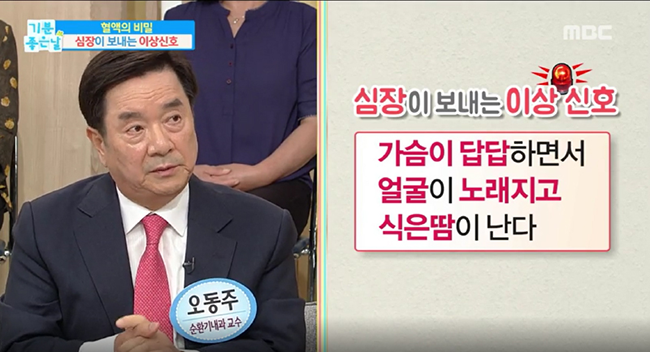 기분
좋은날
혈액의 비밀
심장이 보내는 이상신호
MBC
심장이 보내는 이상 신호
가슴이 답답하면서
얼굴이 노래지고
식은땀이 난다
오동주
순환기내과 교수